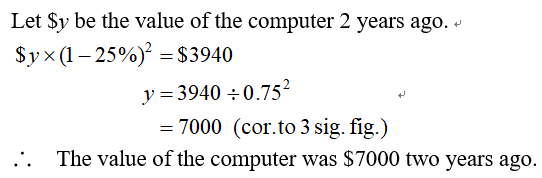 Let $y be the value of the computer 2 years ago.
$y × (1 − 25%)² = $3940
y = 3940 ÷ 0.75²
= 7000 (cor.to 3 sig. fig.)
∴ The value of the computer was $7000 two years ago.